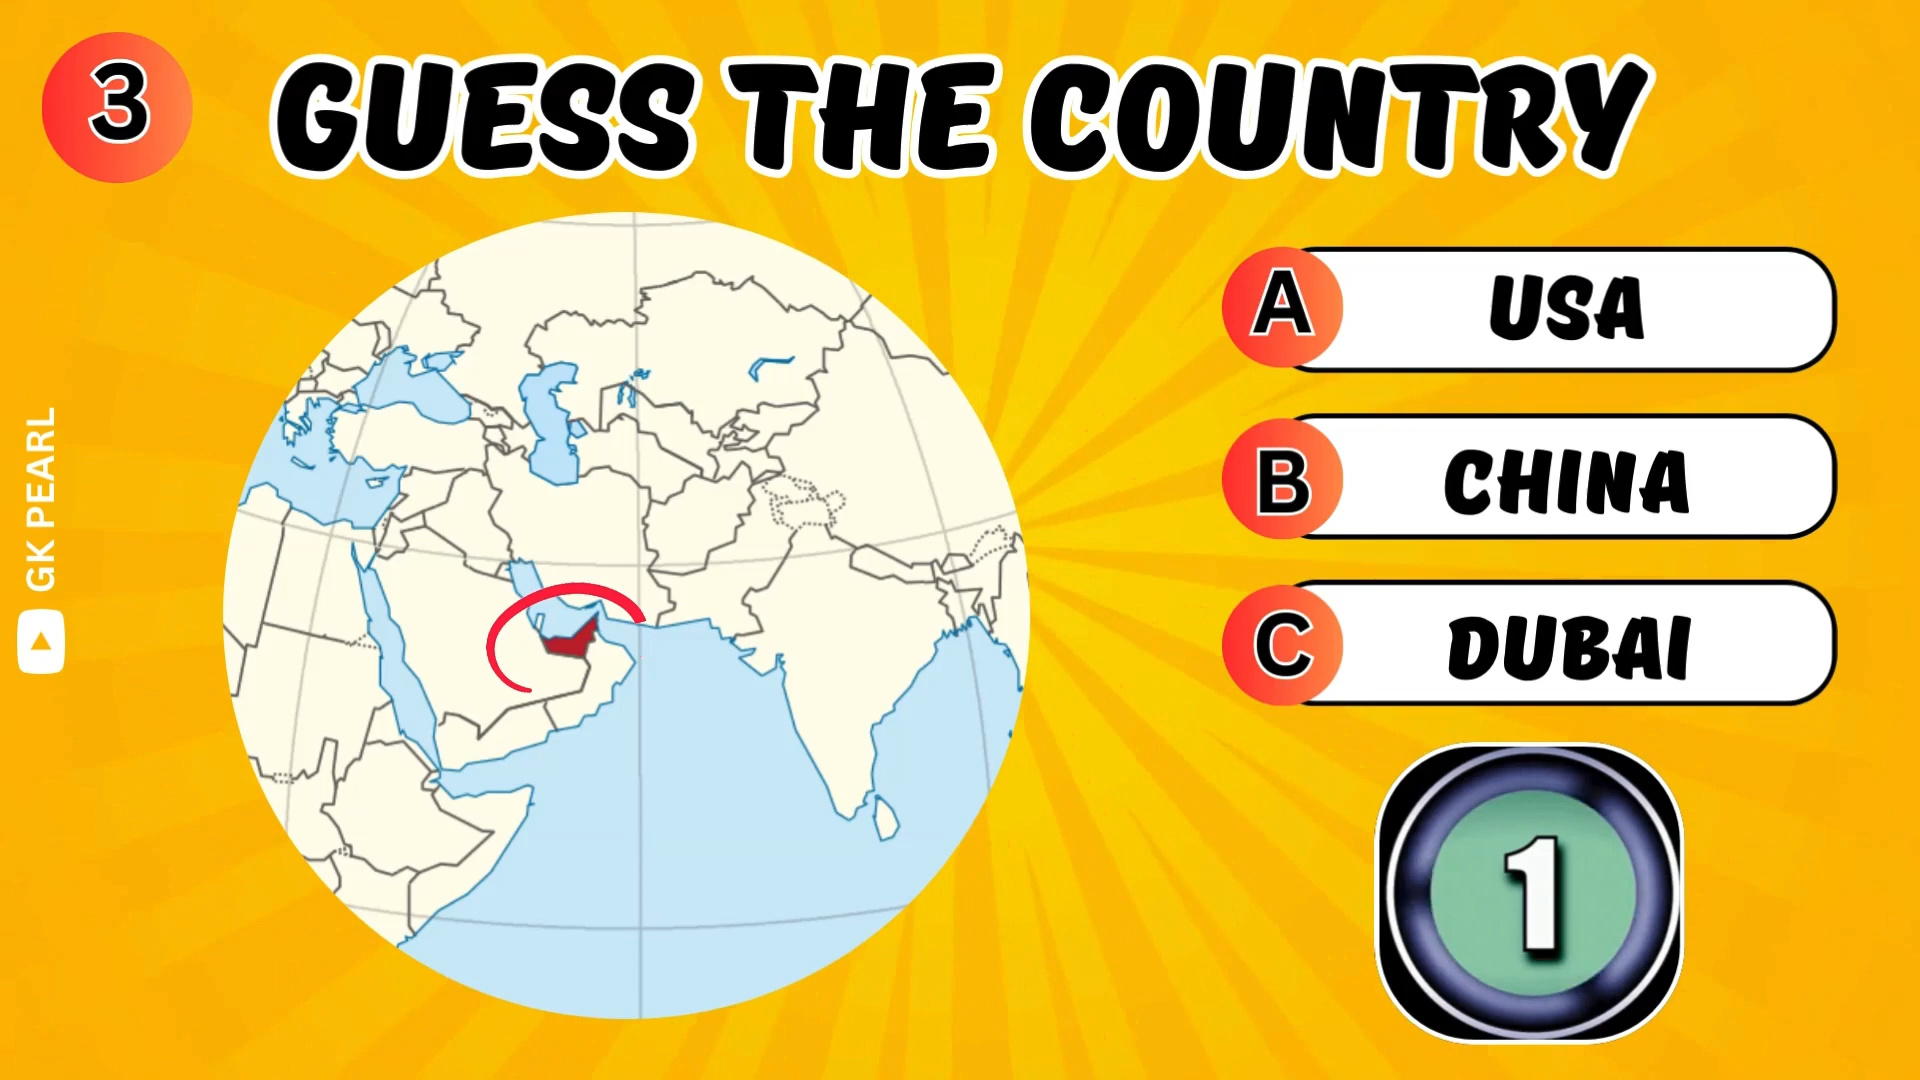 3
GUESS THE COUNTRY
A USA
B CHINA
C DUBAI
1
GK PEARL